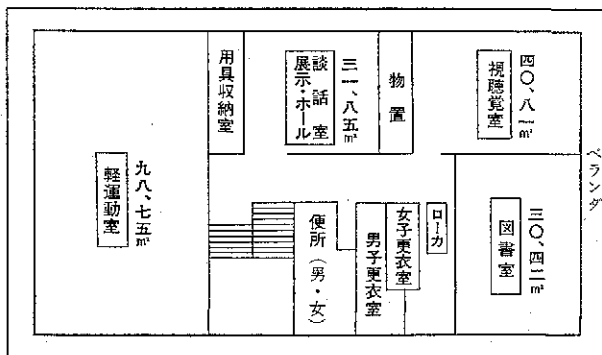 ベランダ
四〇、八一㎡
視聴覚室
三〇、四二㎡
図書室
物置
三一、八五㎡
談話室
展示・ホール
用具収納室
ローカ
女子更衣室
男子更衣室
便所（男・女）
九八、七五㎡
軽運動室